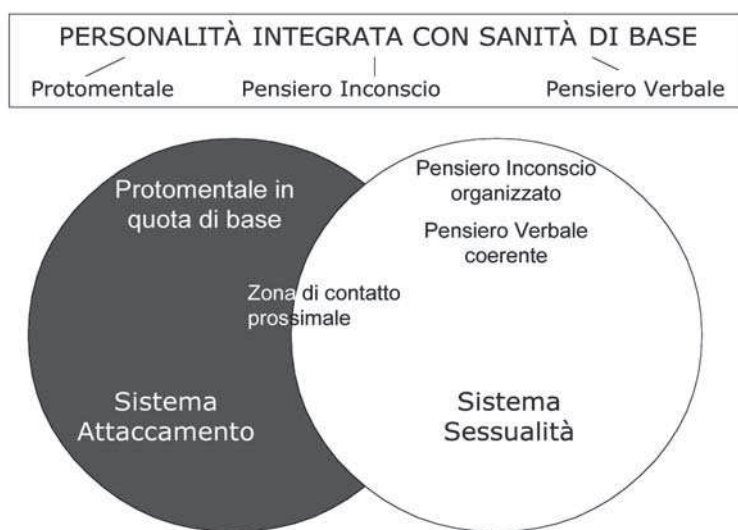 PERSONALITÀ INTEGRATA CON SANITÀ DI BASE
Protomentale Pensiero Inconscio Pensiero Verbale
Protomentale in
quota di base
Pensiero Inconscio
organizzato
Pensiero Verbale
coerente
Zona di contatto
prossimale
Sistema
Attaccamento
Sistema
Sessualità